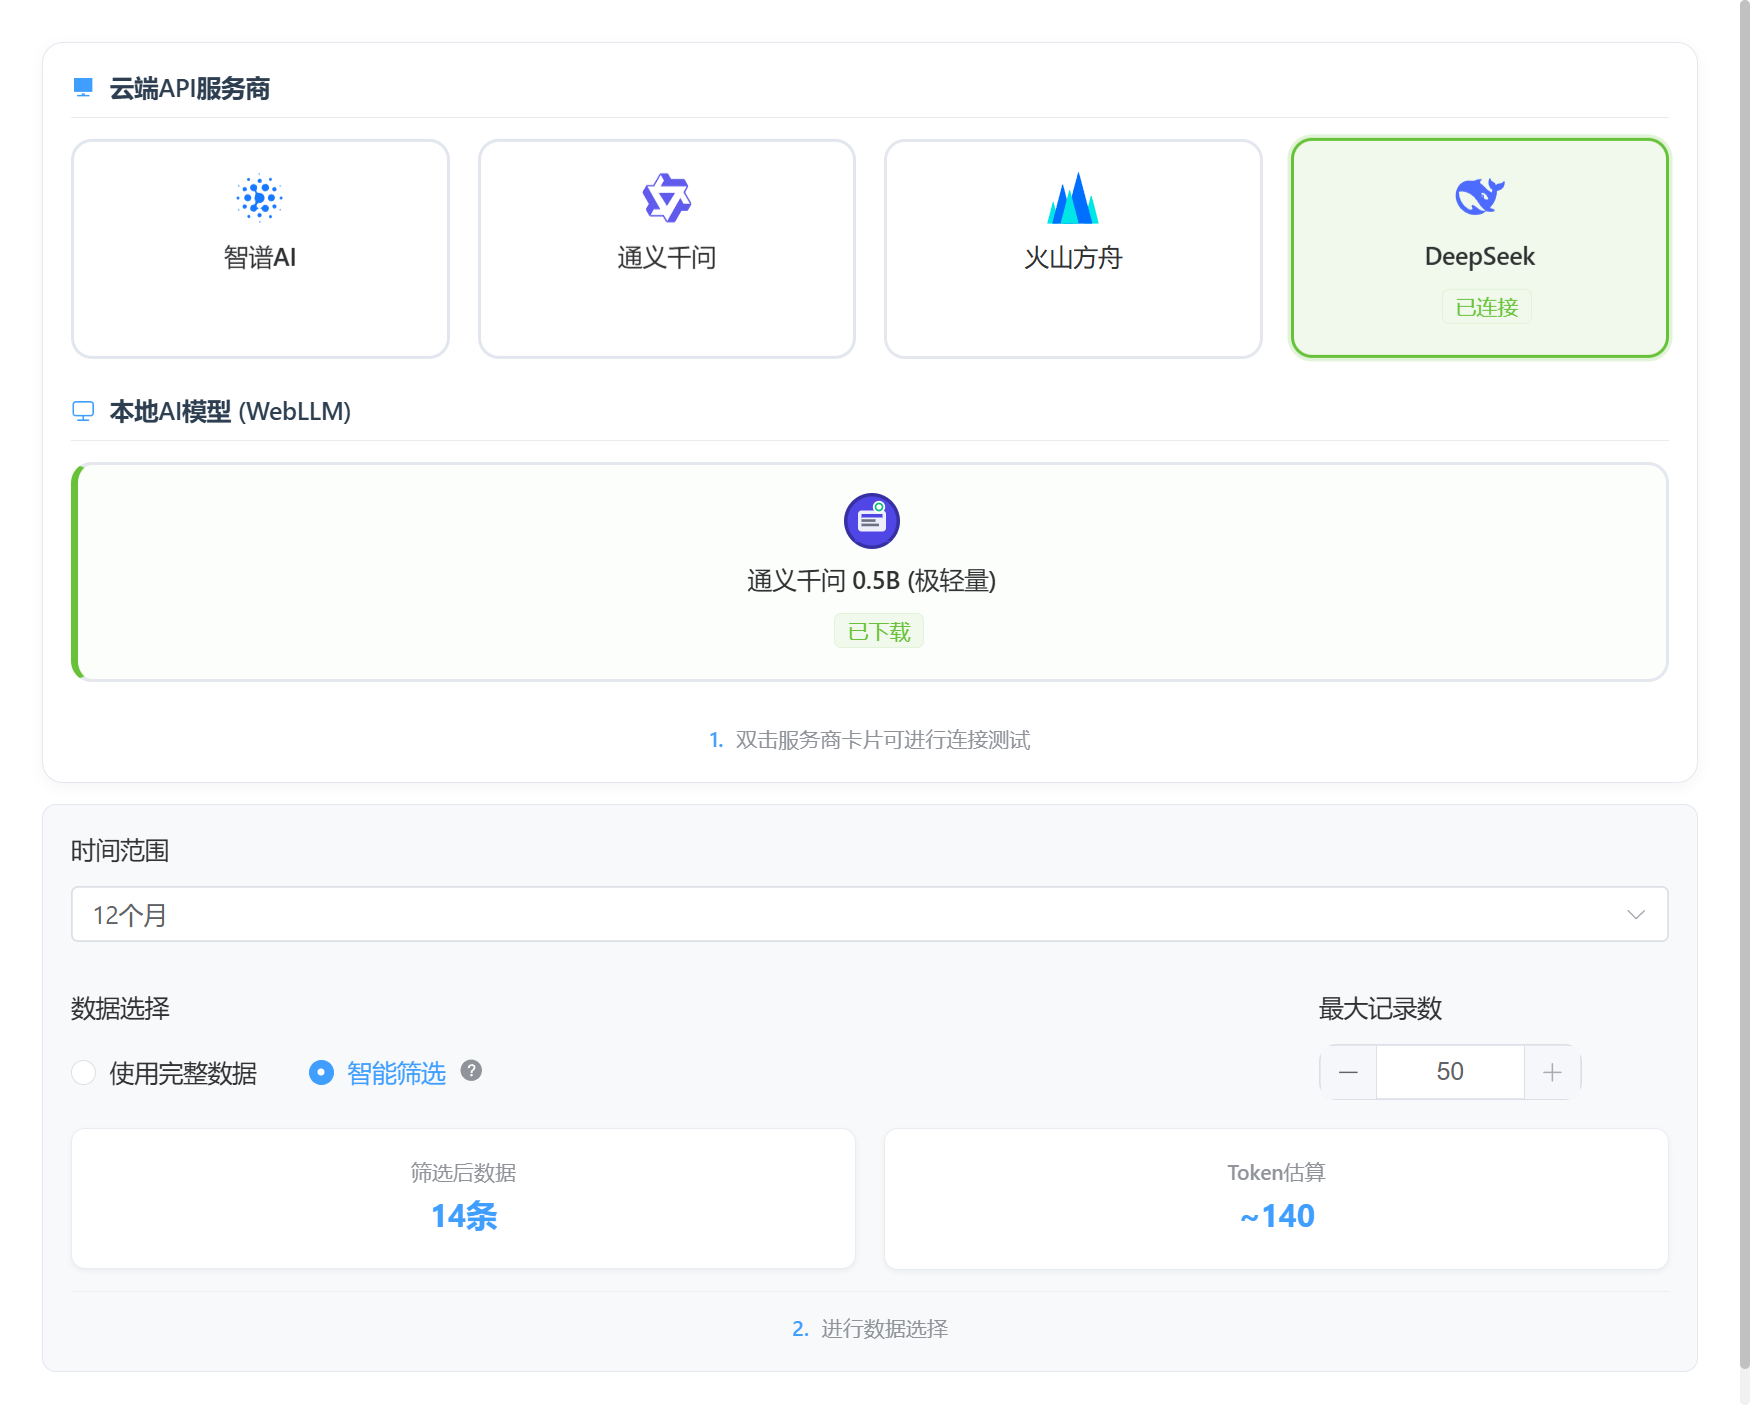 云端API服务商
智谱AI
通义千问
火山方舟
DeepSeek
已连接
本地AI模型 (WebLLM)
通义千问 0.5B (极轻量)
已下载
1. 双击服务商卡片可进行连接测试
时间范围
12个月
数据选择
最大记录数
使用完整数据
智能筛选 ?
— 50 +
筛选后数据
14条
Token估算
~140
2. 进行数据选择